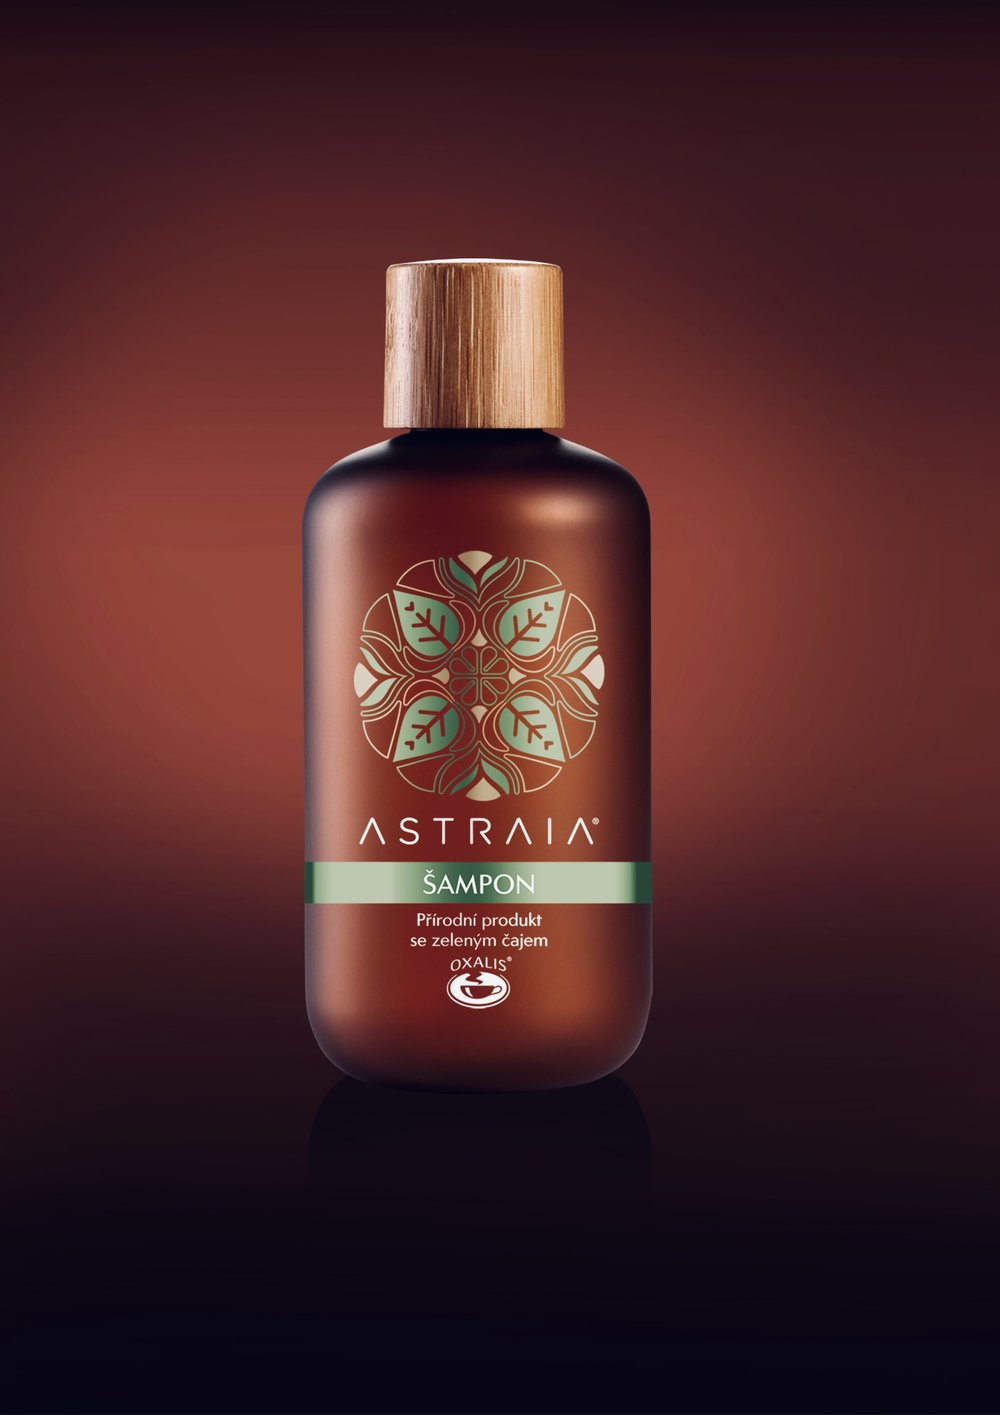 ASTRAIA®
ŠAMPON
Přírodní produkt
se zeleným čajem
OXALIS®